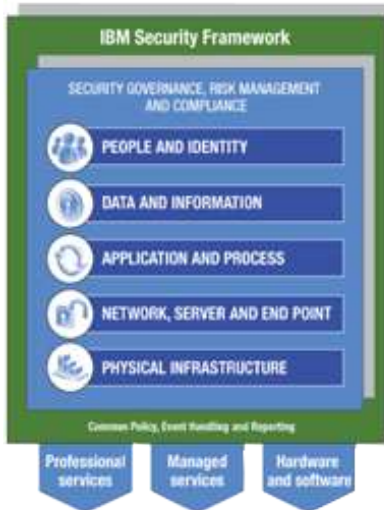 IBM Security Framework
SECURITY GOVERNANCE, RISK MANAGEMENT
AND COMPLIANCE
PEOPLE AND IDENTITY
DATA AND INFORMATION
APPLICATION AND PROCESS
NETWORK, SERVER AND END POINT
PHYSICAL INFRASTRUCTURE
Common Policy, Event Handling and Reporting
Professional
services
Managed
services
Hardware
and software